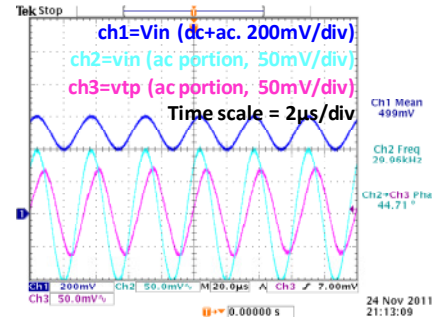 Tek Stop
ch1=Vin (dc+ac. 200mV/div)
ch2=vin (ac portion, 50mV/div)
ch3=vtp (ac portion, 50mV/div)
Time scale = 2µs/div
Ch1 Mean
499mV
Ch2 Freq
29.96kHz
Ch2→Ch3 Pha
44.71 °
1
Ch1 200mV Ch2 50.0mV∿ M 20.0µs A Ch3 ∫ 7.00mV
Ch3 50.0mV∿
0.00000 s
24 Nov 2011
21:13:09